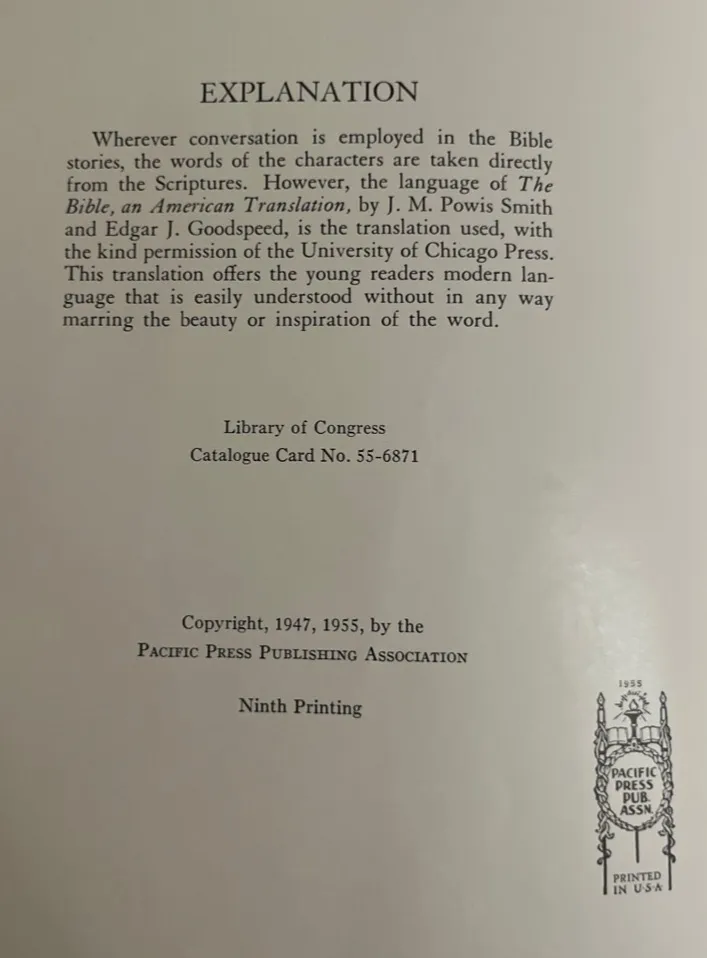 EXPLANATION
Wherever conversation is employed in the Bible
stories, the words of the characters are taken directly
from the Scriptures. However, the language of The
Bible, an American Translation, by J. M. Powis Smith
and Edgar J. Goodspeed, is the translation used, with
the kind permission of the University of Chicago Press.
This translation offers the young readers modern lan-
guage that is easily understood without in any way
marring the beauty or inspiration of the word.
Library of Congress
Catalogue Card No. 55-6871
Copyright, 1947, 1955, by the
PACIFIC PRESS PUBLISHING ASSOCIATION
Ninth Printing
1955
PACIFIC
PRESS
PUB.
ASSN.
PRINTED
IN U·S·A